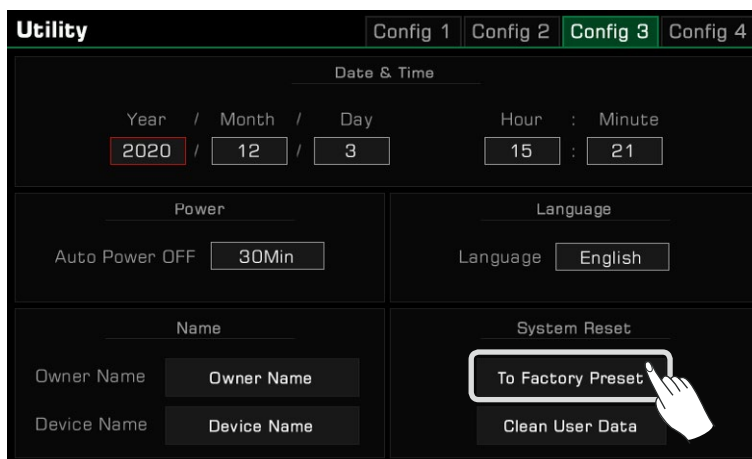 Utility Config 1 Config 2 Config 3 Config 4
Date & Time
Year / Month / Day Hour : Minute
2020 / 12 / 3 15 : 21
Power
Auto Power OFF 30Min
Language
Language English
Name
Owner Name Owner Name
Device Name Device Name
System Reset
To Factory Preset
Clean User Data